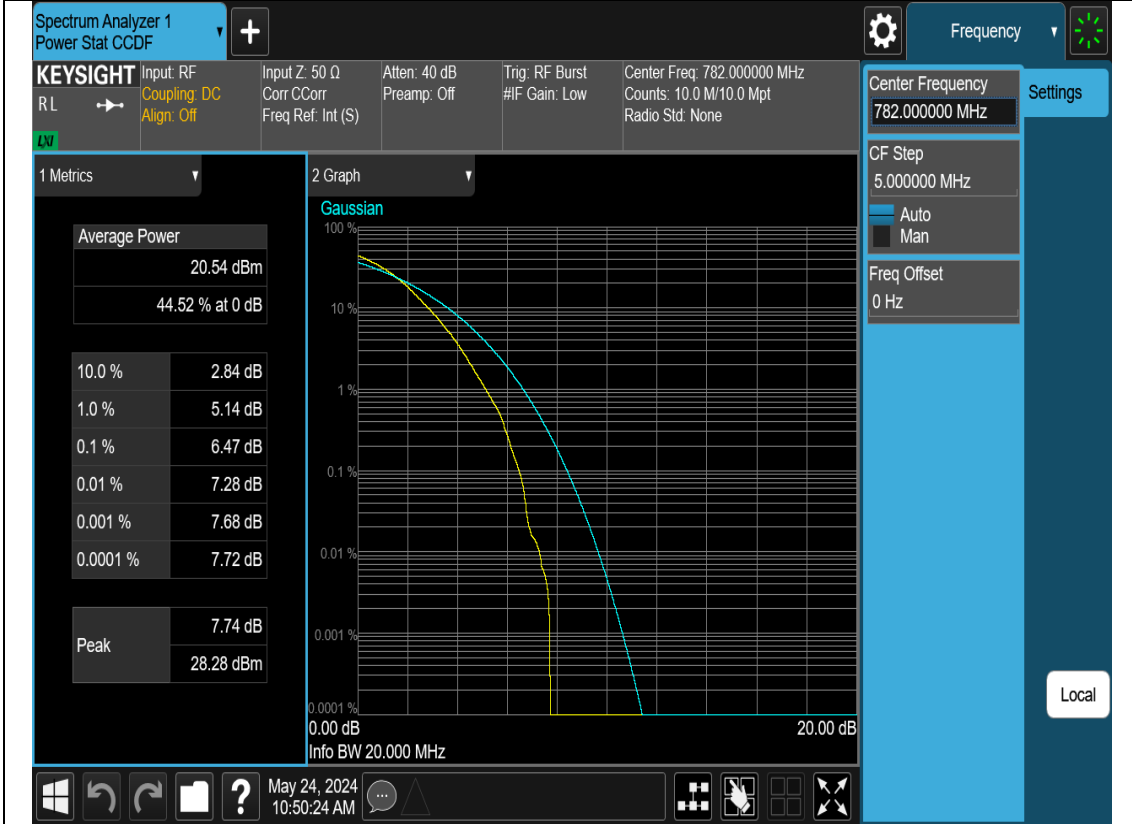 Spectrum Analyzer 1
Power Stat CCDF
+
Frequency
KEYSIGHT
RL
LXI
Input: RF
Coupling: DC
Align: Off
Input Z: 50 Ω
Corr CCorr
Freq Ref: Int (S)
Atten: 40 dB
Preamp: Off
Trig: RF Burst
#IF Gain: Low
Center Freq: 782.000000 MHz
Counts: 10.0 M/10.0 Mpt
Radio Std: None
Center Frequency
782.000000 MHz
Settings
CF Step
5.000000 MHz
Auto
Man
Freq Offset
0 Hz
Local
1 Metrics
Average Power
20.54 dBm
44.52 % at 0 dB
10.0 % 2.84 dB
1.0 % 5.14 dB
0.1 % 6.47 dB
0.01 % 7.28 dB
0.001 % 7.68 dB
0.0001 % 7.72 dB
Peak
7.74 dB
28.28 dBm
2 Graph
Gaussian
100 %
10 %
1 %
0.1 %
0.01 %
0.001 %
0.0001 %
0.00 dB 20.00 dB
Info BW 20.000 MHz
?
May 24, 2024
10:50:24 AM